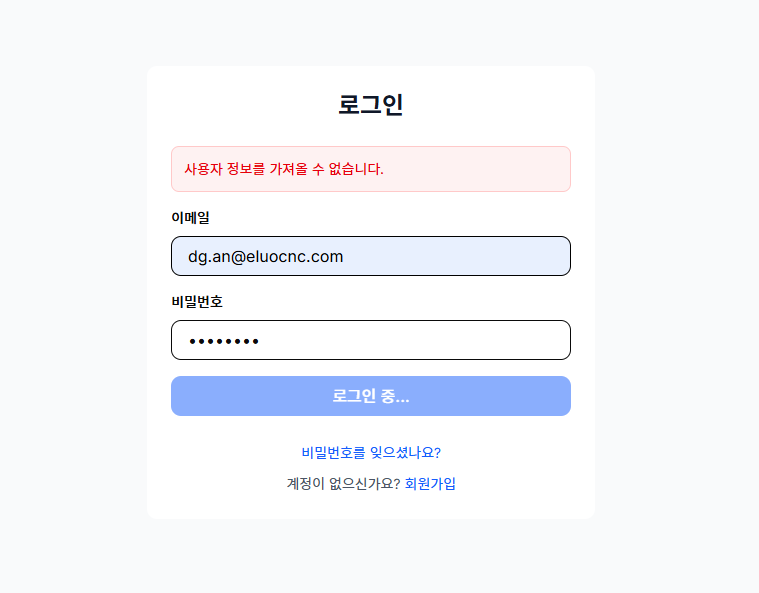 로그인
사용자 정보를 가져올 수 없습니다.
이메일
dg.an@eluocnc.com
비밀번호
••••••••
로그인 중...
비밀번호를 잊으셨나요?
계정이 없으신가요? 회원가입